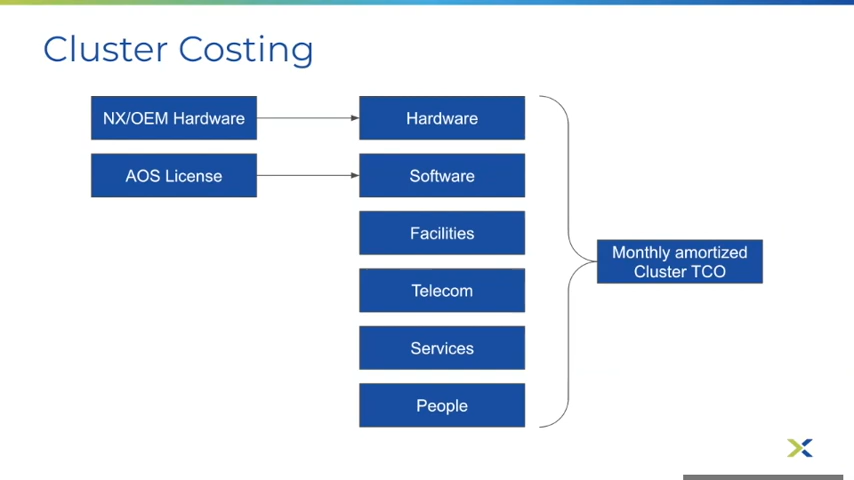 Cluster Costing
NX/OEM Hardware
Hardware
AOS License
Software
Facilities
Monthly amortized
Cluster TCO
Telecom
Services
People